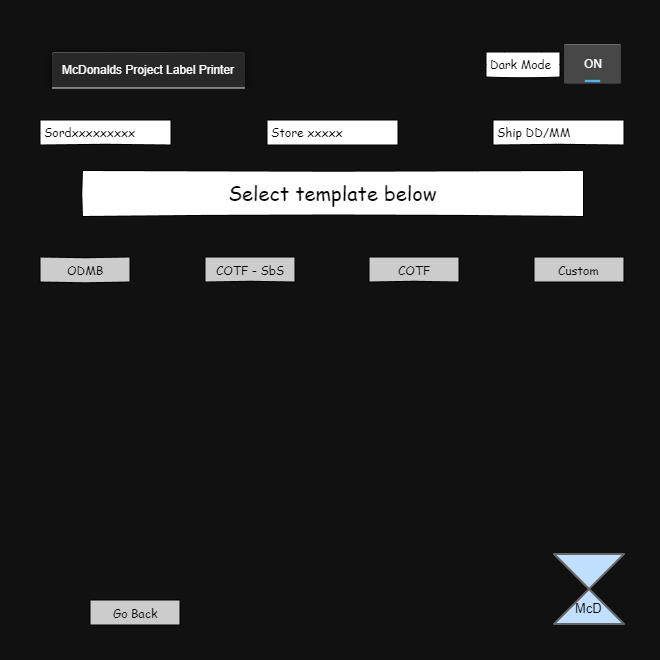 McDonalds Project Label Printer
Dark Mode
ON
Sordxxxxxxxxx
Store xxxxx
Ship DD/MM
Select template below
ODMB
COTF - SbS
COTF
Custom
Go Back
McD